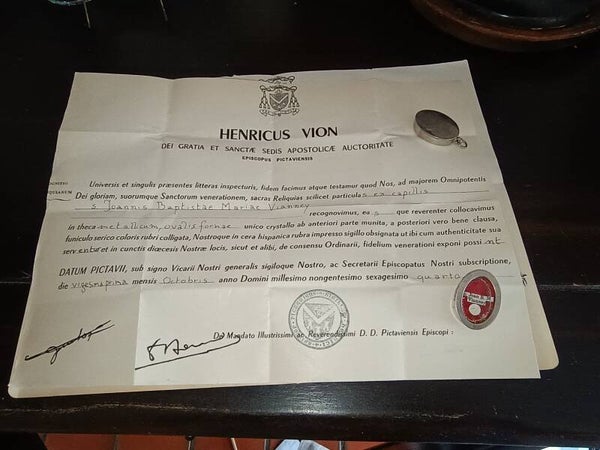 HENRICUS VION
DEI GRATIA ET SANCTÆ SEDIS APOSTOLICÆ AUCTORITATE
EPISCOPUS PICTAVIENSIS
Universis et singulis præsentes litteras inspecturis, fidem facimus atque testamur quod Nos, ad majorem Omnipotentis
Dei gloriam, suorumque Sanctorum venerationem, sacras Reliquias scilicet particulas ex capillis
s. Joannis Baptistae Mariae Vianney
recognovimus, eas que reverenter collocavimus
in theca metallicum, ovalis formae unico crystallo ab anteriori parte munita, a posteriori vero bene clausa,
funiculo serico coloris rubri colligata, Nostroque in cera hispanica rubra impresso sigillo obsignata ut ibi cum authenticitate sua
serventur et in cunctis diœcesis Nostræ locis, sicut et alibi, de consensu Ordinarii, fidelium venerationi exponi possint
DATUM PICTAVII, sub signo Vicarii Nostri generalis sigiloque Nostro, ac Secretarii Episcopatus Nostri subscriptione,
die vigesimaprima mensis Octobris anno Domini millesimo nongentesimo sexagesimo quarto
De Mandato Illustrissimi ac Reverendissimi D. D. Pictaviensis Episcopi :